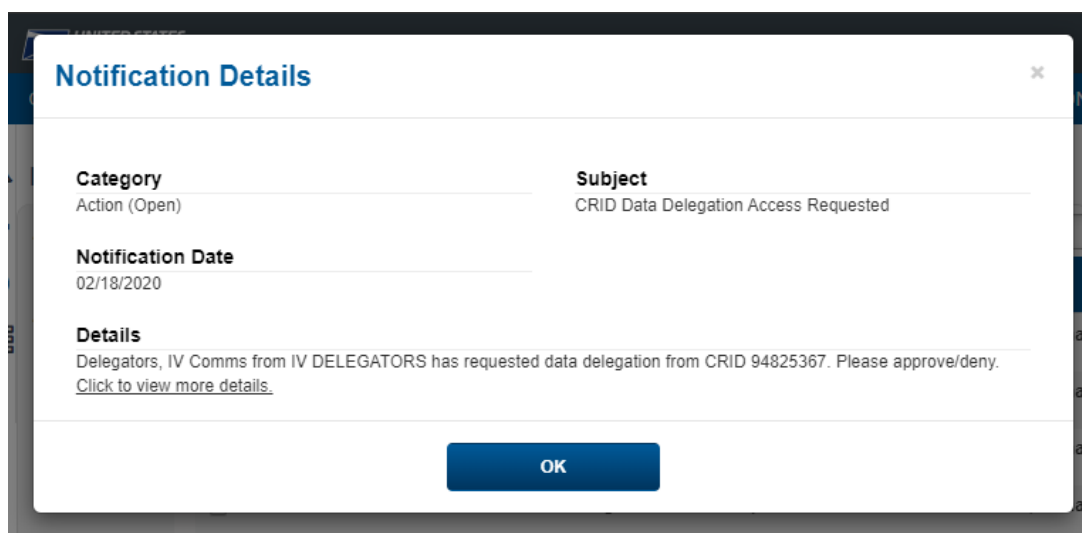 UNITED STATES
Notification Details
×
Category
Subject
Action (Open)
CRID Data Delegation Access Requested
Notification Date
02/18/2020
Details
Delegators, IV Comms from IV DELEGATORS has requested data delegation from CRID 94825367. Please approve/deny.
Click to view more details.
OK